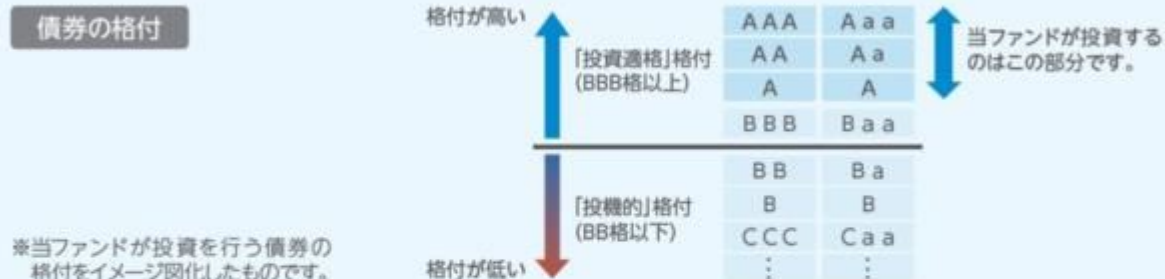 債券の格付
格付が高い
「投資適格」格付
(BBB格以上)
AAA Aaa
AA Aa
A A
BBB Baa
当ファンドが投資する
のはこの部分です。
「投機的」格付
(BB格以下)
BB Ba
B B
CCC Caa
⋮ ⋮
格付が低い
※当ファンドが投資を行う債券の
格付をイメージ図化したものです。